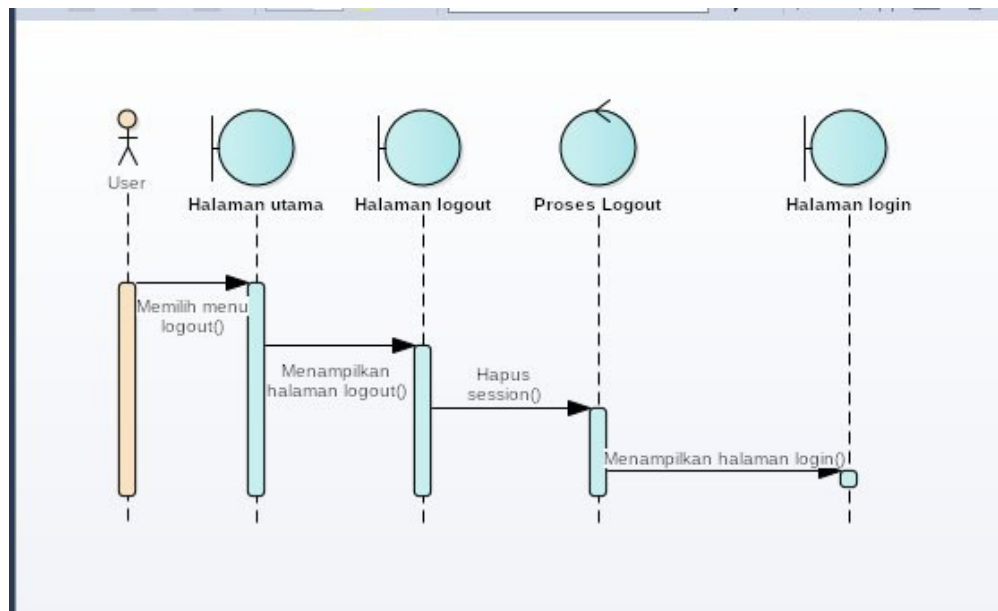 User
Halaman utama
Halaman logout
Proses Logout
Halaman login
Memilih menu
logout()
Menampilkan
halaman logout()
Hapus
session()
Menampilkan halaman login()